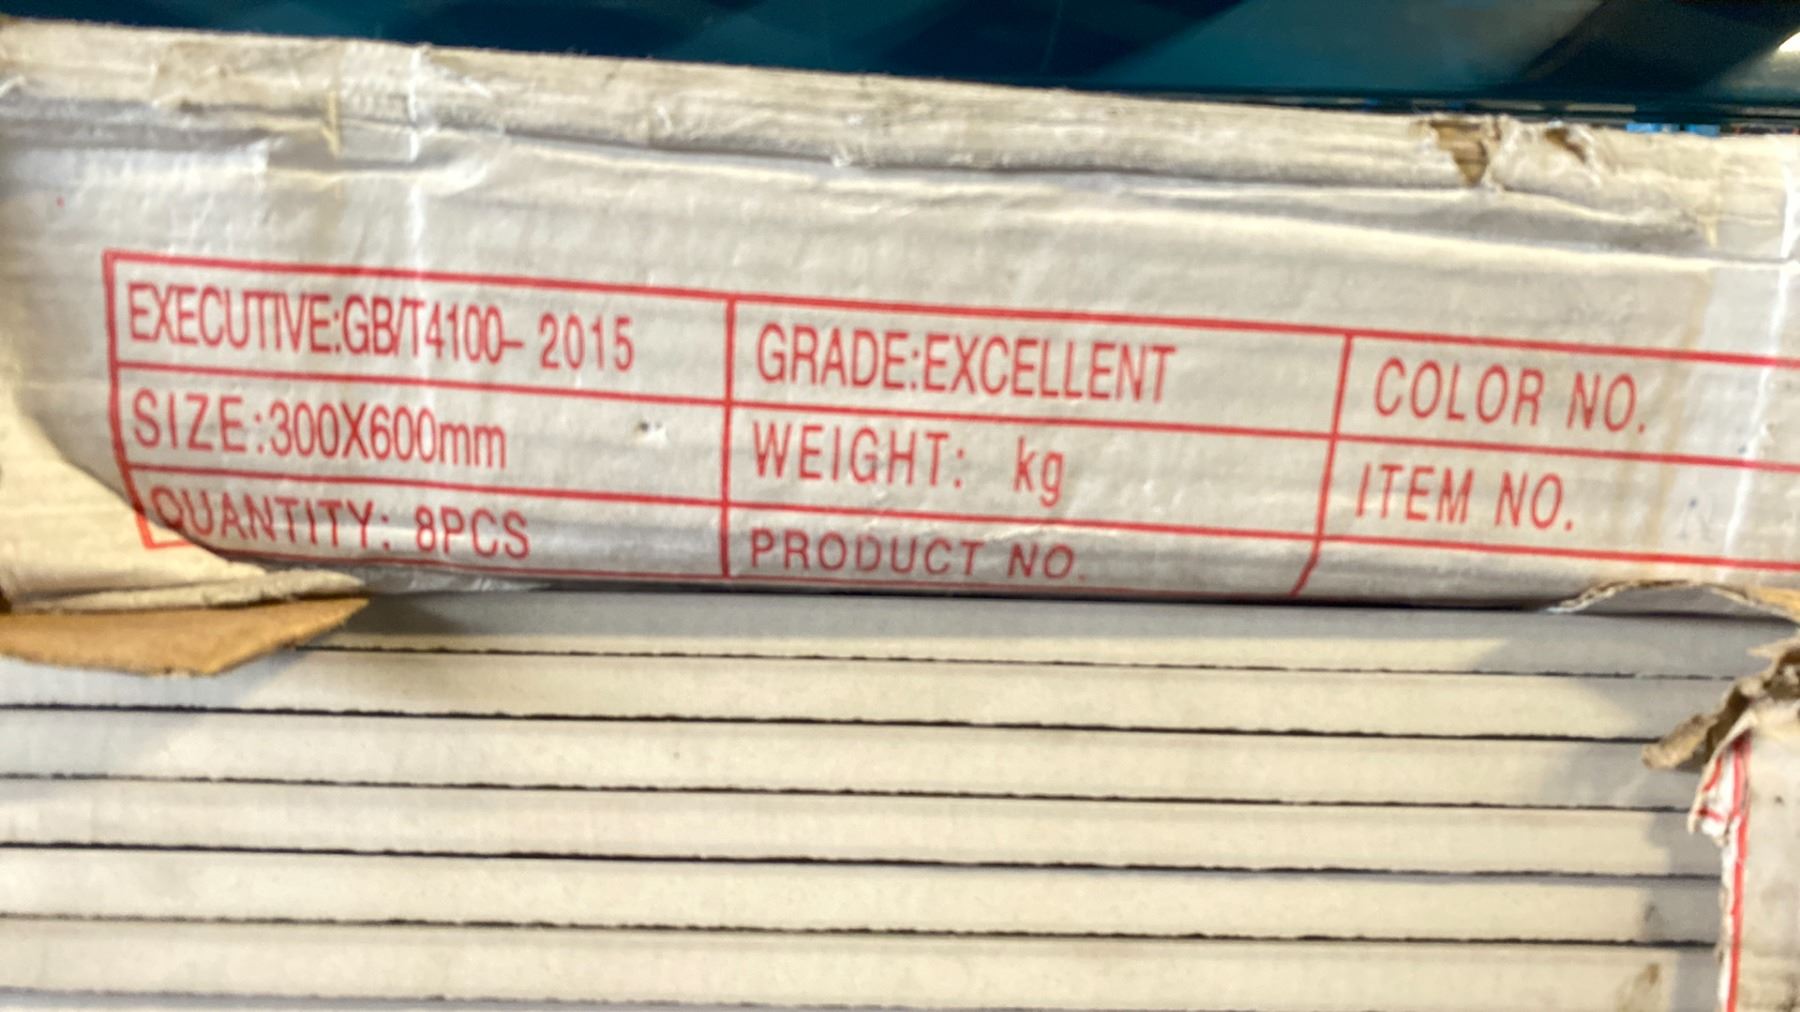 EXECUTIVE:GB/T4100- 2015
GRADE:EXCELLENT
COLOR NO.
SIZE:300X600mm
WEIGHT: kg
ITEM NO.
QUANTITY: 8PCS
PRODUCT NO.